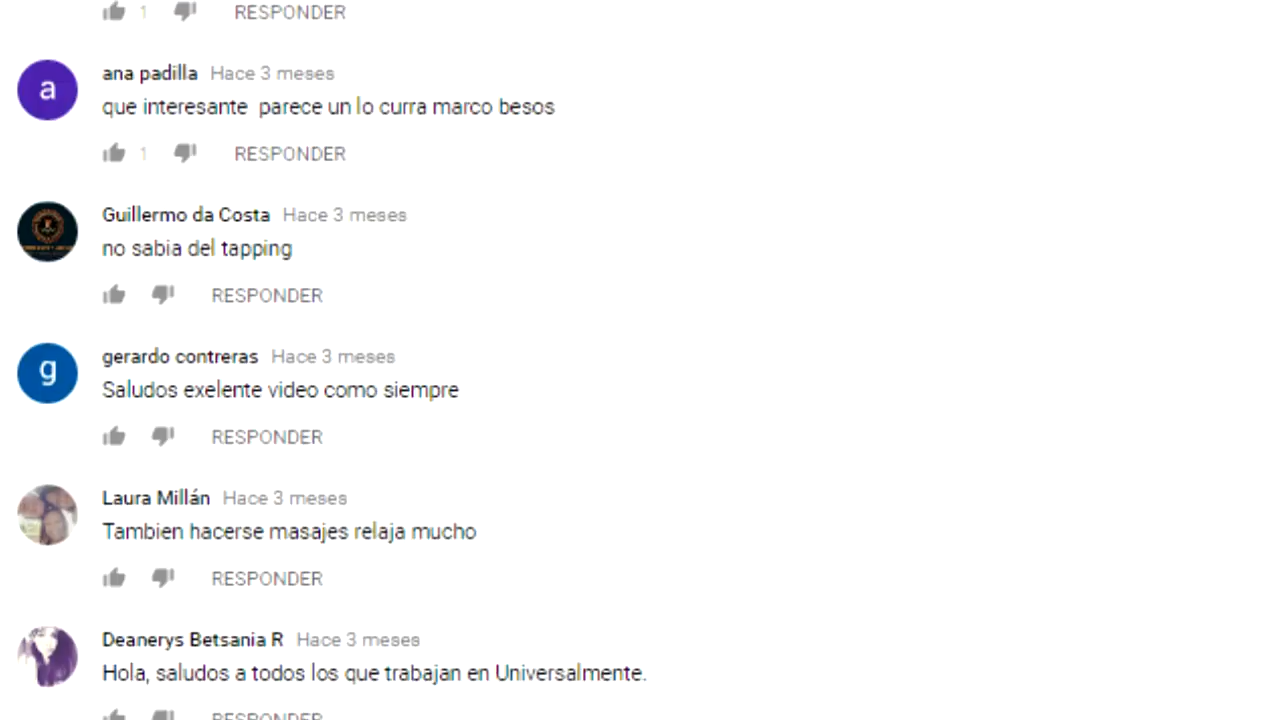 1 RESPONDER
a
ana padilla Hace 3 meses
que interesante parece un lo curra marco besos
1 RESPONDER
Guillermo da Costa Hace 3 meses
no sabia del tapping
RESPONDER
g
gerardo contreras Hace 3 meses
Saludos exelente video como siempre
RESPONDER
Laura Millán Hace 3 meses
Tambien hacerse masajes relaja mucho
RESPONDER
Deanerys Betsania R Hace 3 meses
Hola, saludos a todos los que trabajan en Universalmente.
RESPONDER